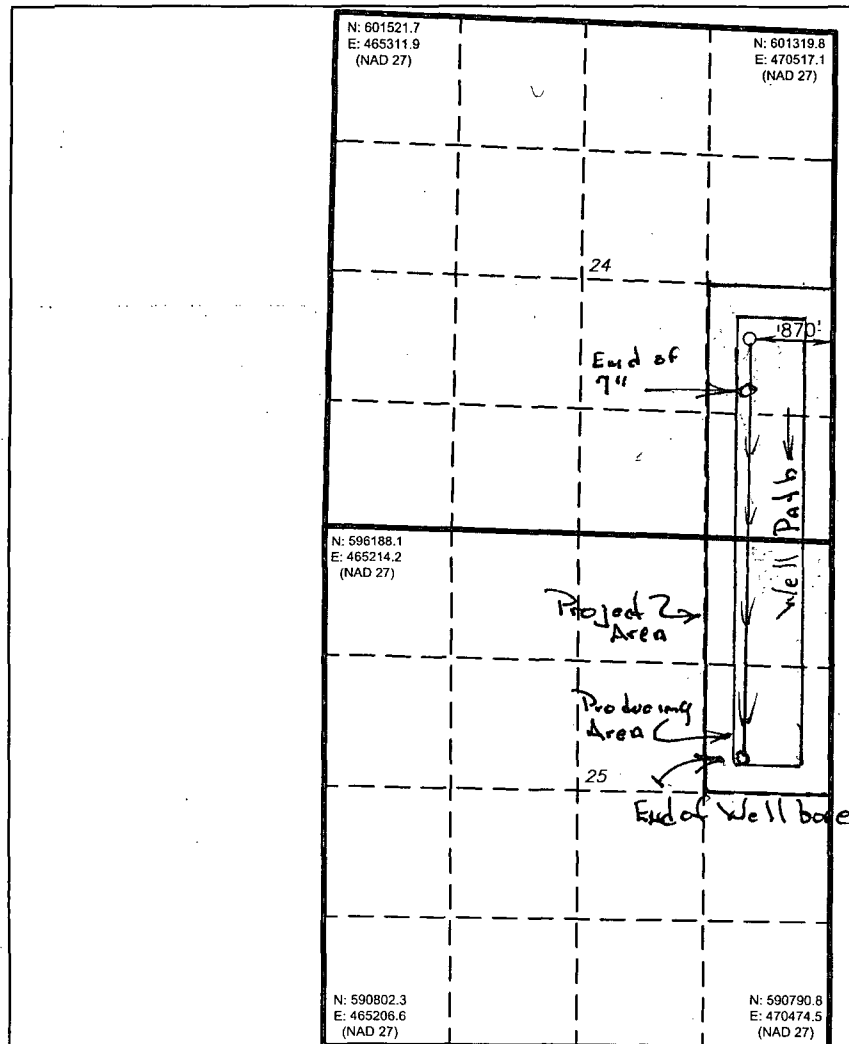 N: 601521.7
E: 465311.9
(NAD 27)
N: 601319.8
E: 470517.1
(NAD 27)
24
870'
End of
7"
Well Path
N: 596188.1
E: 465214.2
(NAD 27)
Project
Area
Producing
Area
25
End of Well bore
N: 590802.3
E: 465206.6
(NAD 27)
N: 590790.8
E: 470474.5
(NAD 27)